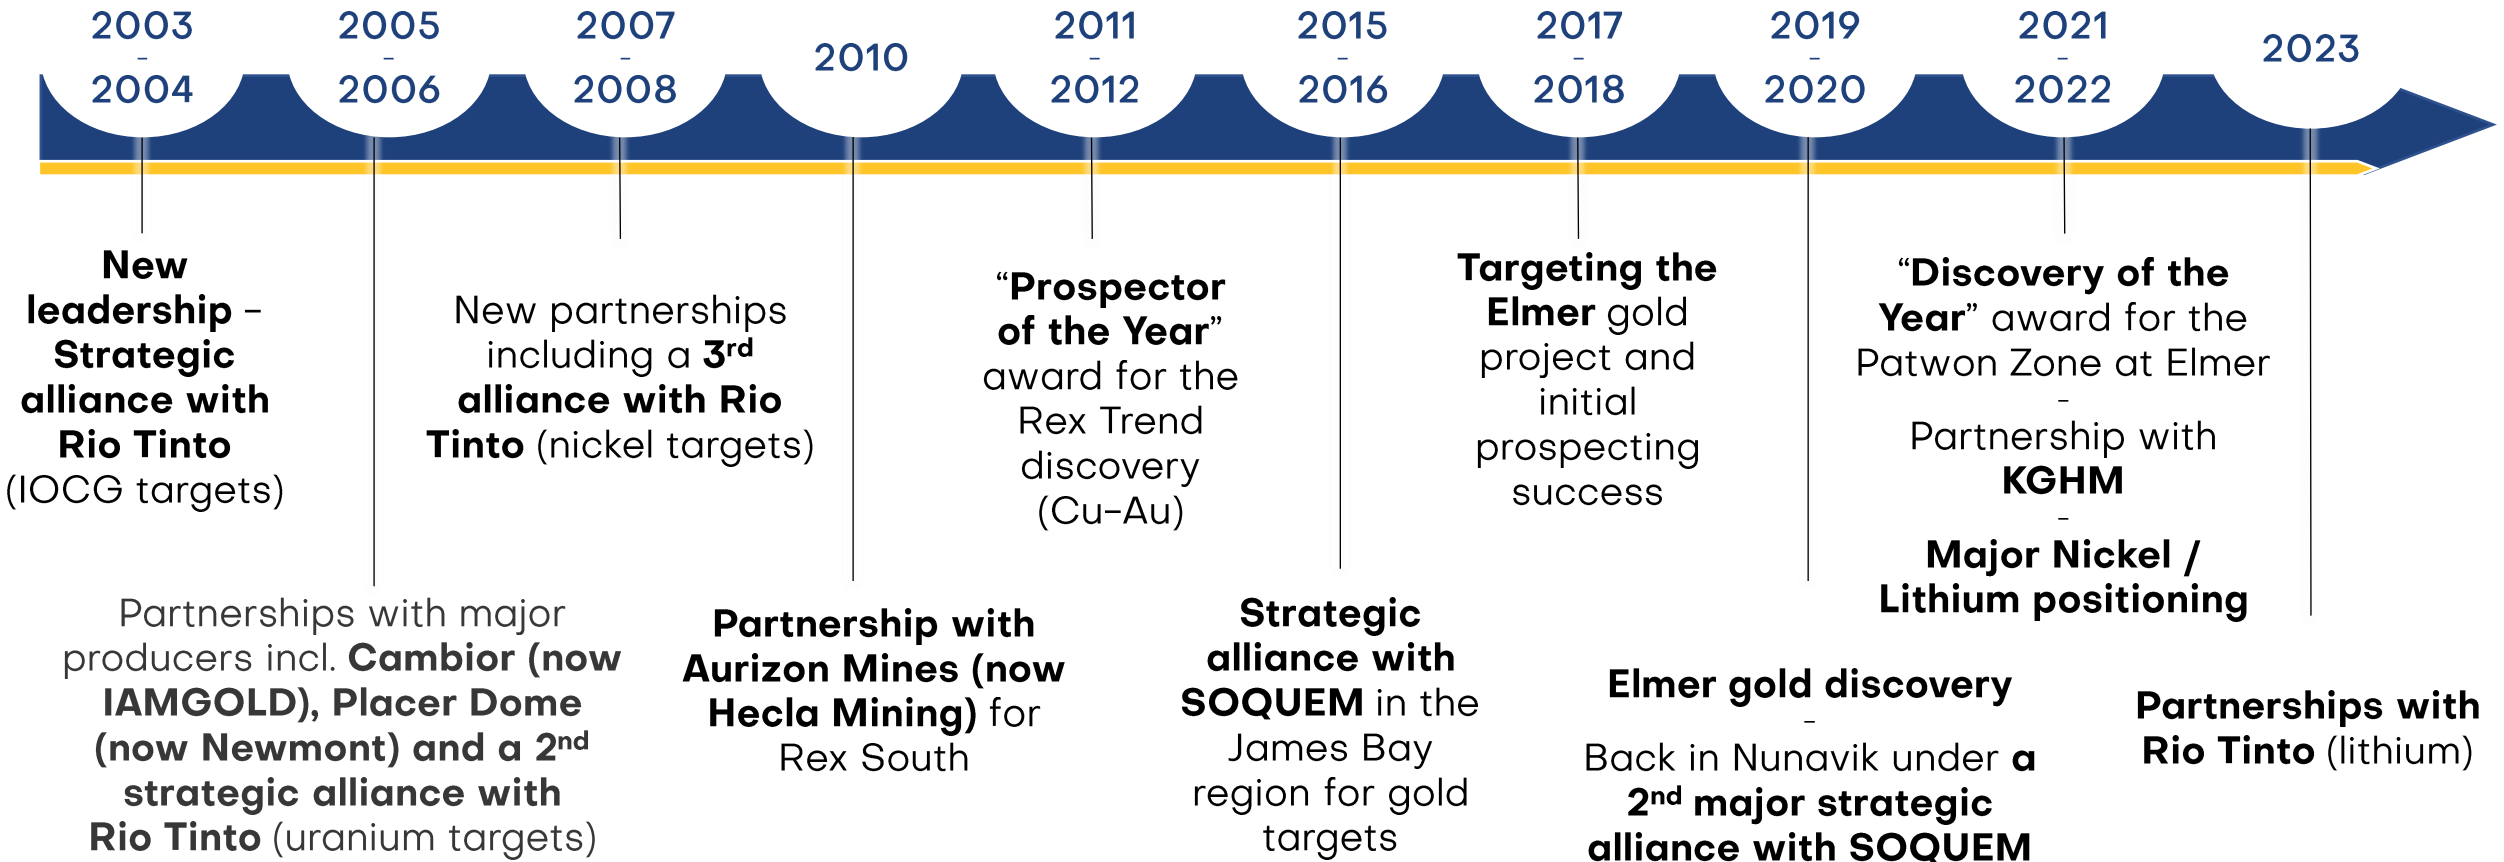 2003
–
2004
2005
–
2006
2007
–
2008
2010
2011
–
2012
2015
–
2016
2017
–
2018
2019
–
2020
2021
–
2022
2023
New
leadership –
Strategic
alliance with
Rio Tinto
(IOCG targets)
Partnerships with major
producers incl. Cambior (now
IAMGOLD), Placer Dome
(now Newmont) and a 2nd
strategic alliance with
Rio Tinto (uranium targets)
New partnerships
including a 3rd
alliance with Rio
Tinto (nickel targets)
Partnership with
Aurizon Mines (now
Hecla Mining) for
Rex South
“Prospector
of the Year”
award for the
Rex Trend
discovery
(Cu–Au)
Strategic
alliance with
SOQUEM in the
James Bay
region for gold
targets
Targeting the
Elmer gold
project and
initial
prospecting
success
Elmer gold discovery
–
Back in Nunavik under a
2nd major strategic
alliance with SOQUEM
“Discovery of the
Year” award for the
Patwon Zone at Elmer
–
Partnership with
KGHM
–
Major Nickel /
Lithium positioning
Partnerships with
Rio Tinto (lithium)